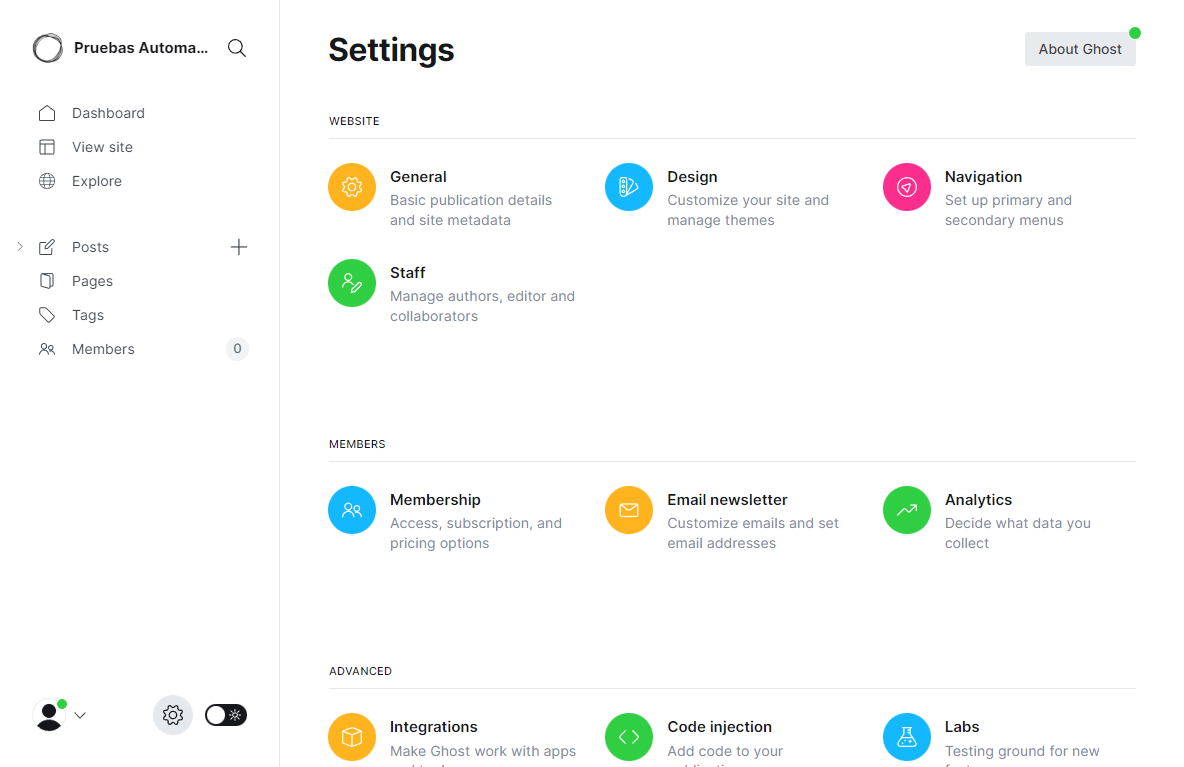 Pruebas Automa...
Dashboard
View site
Explore
Posts
Pages
Tags
Members
0
Settings
About Ghost
WEBSITE
General
Basic publication details
and site metadata
Design
Customize your site and
manage themes
Navigation
Set up primary and
secondary menus
Staff
Manage authors, editor and
collaborators
MEMBERS
Membership
Access, subscription, and
pricing options
Email newsletter
Customize emails and set
email addresses
Analytics
Decide what data you
collect
ADVANCED
Integrations
Make Ghost work with apps
Code injection
Add code to your
Labs
Testing ground for new